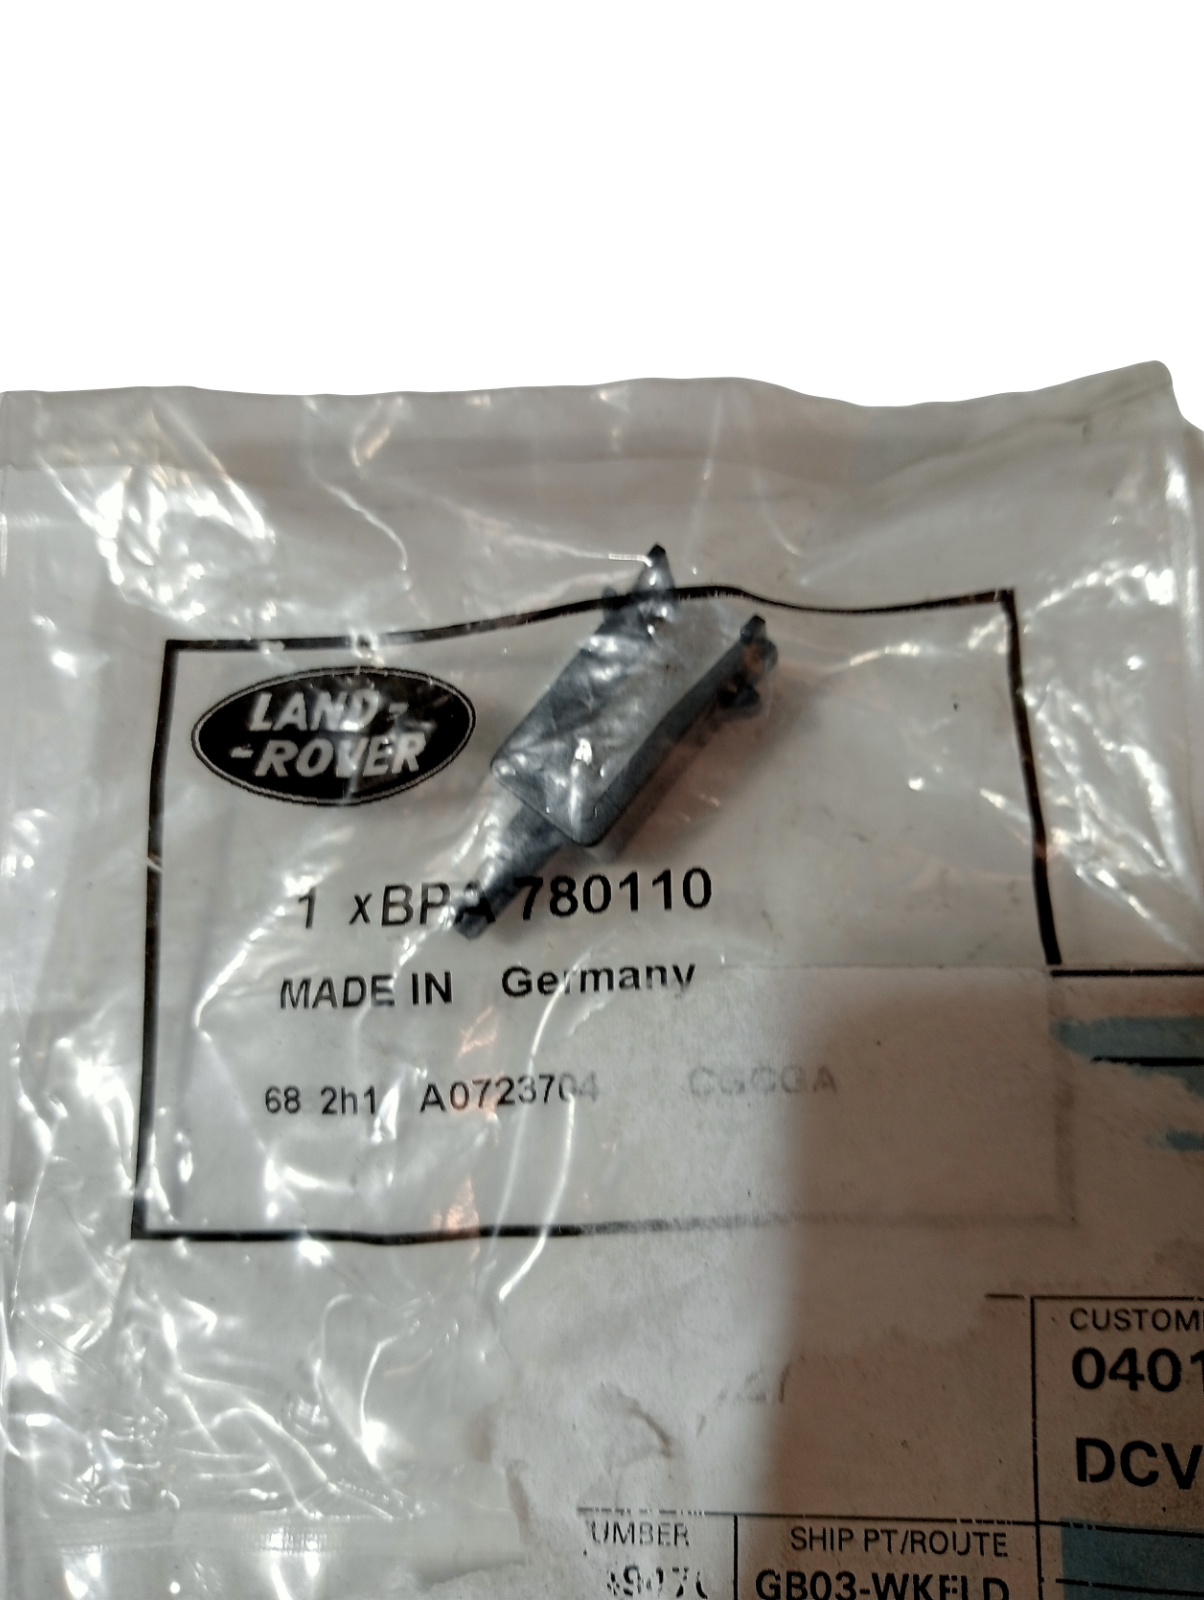 LAND-
-ROVER
1 xBPA 780110
MADE IN Germany
68 2h1 A0723704 CGCGA
CUSTOM
0401
DCV
UMBER SHIP PT/ROUTE
GB03-WKFLD